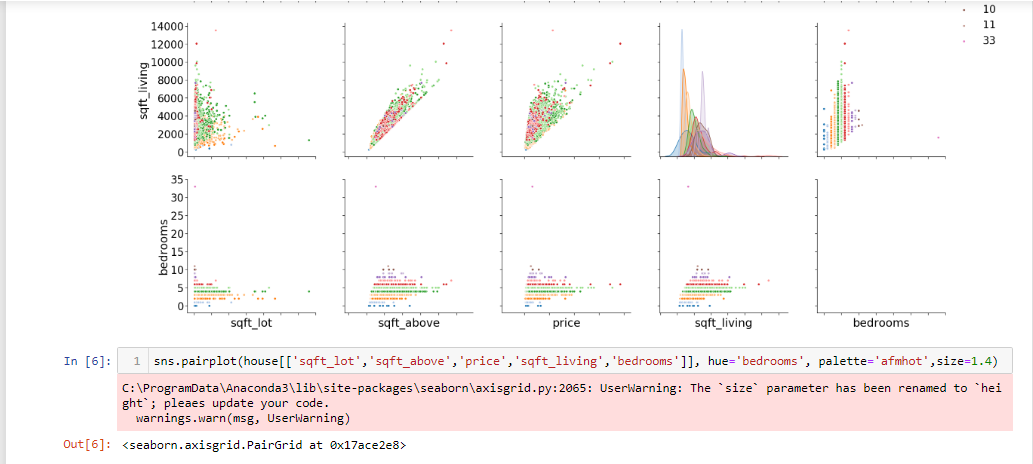 10
11
33
14000
12000
10000
8000
6000
4000
2000
0
sqft_living
35
30
25
20
15
10
5
0
bedrooms
sqft_lot sqft_above price sqft_living bedrooms
In [6]: 1 sns.pairplot(house[['sqft_lot','sqft_above','price','sqft_living','bedrooms']], hue='bedrooms', palette='afmhot',size=1.4)
C:\ProgramData\Anaconda3\lib\site-packages\seaborn\axisgrid.py:2065: UserWarning: The `size` parameter has been renamed to `hei
ght`; pleaes update your code.
warnings.warn(msg, UserWarning)
Out[6]: <seaborn.axisgrid.PairGrid at 0x17ace2e8>